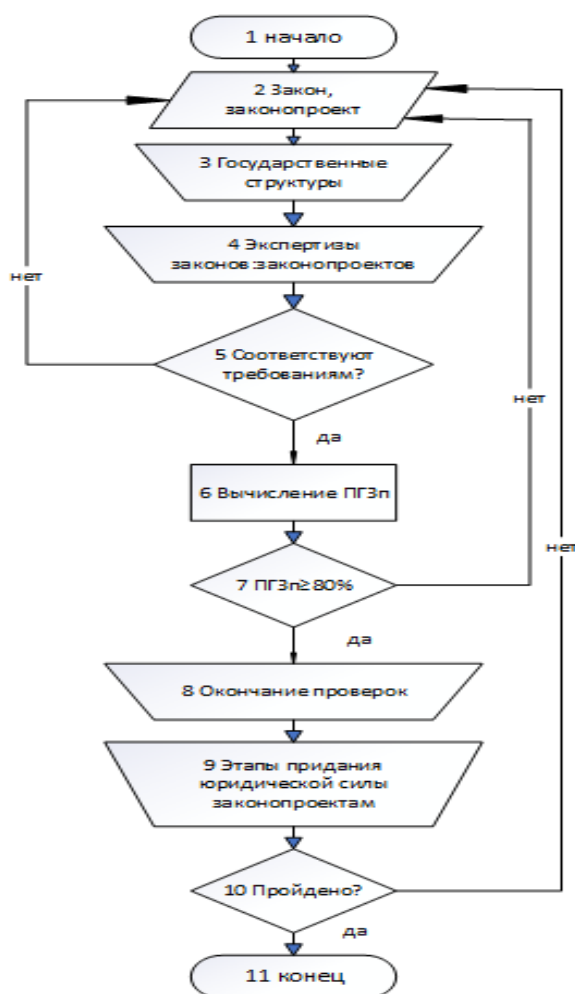 1 начало
2 Закон,
законопроект
3 Государственные
структуры
4 Экспертизы
законов:законопроектов
нет
5 Соответствуют
требованиям?
нет
да
6 Вычисление ПГЗп
нет
7 ПГЗп≥80%
да
8 Окончание проверок
9 Этапы придания
юридической силы
законопроектам
10 Пройдено?
да
11 конец